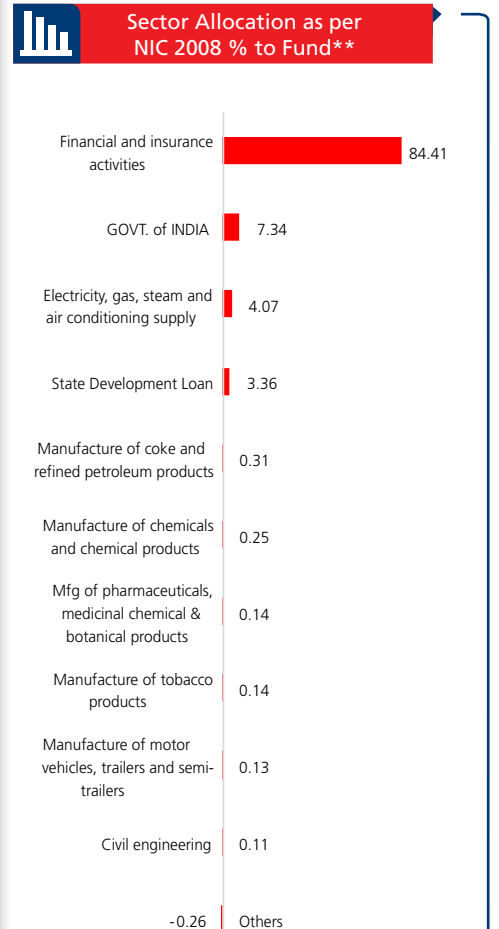 Sector Allocation as per
NIC 2008 % to Fund**
Financial and insurance
activities
84.41
GOVT. of INDIA
7.34
Electricity, gas, steam and
air conditioning supply
4.07
State Development Loan
3.36
Manufacture of coke and
refined petroleum products
0.31
Manufacture of chemicals
and chemical products
0.25
Mfg of pharmaceuticals,
medicinal chemical &
botanical products
0.14
Manufacture of tobacco
products
0.14
Manufacture of motor
vehicles, trailers and semi-
trailers
0.13
Civil engineering
0.11
-0.26
Others